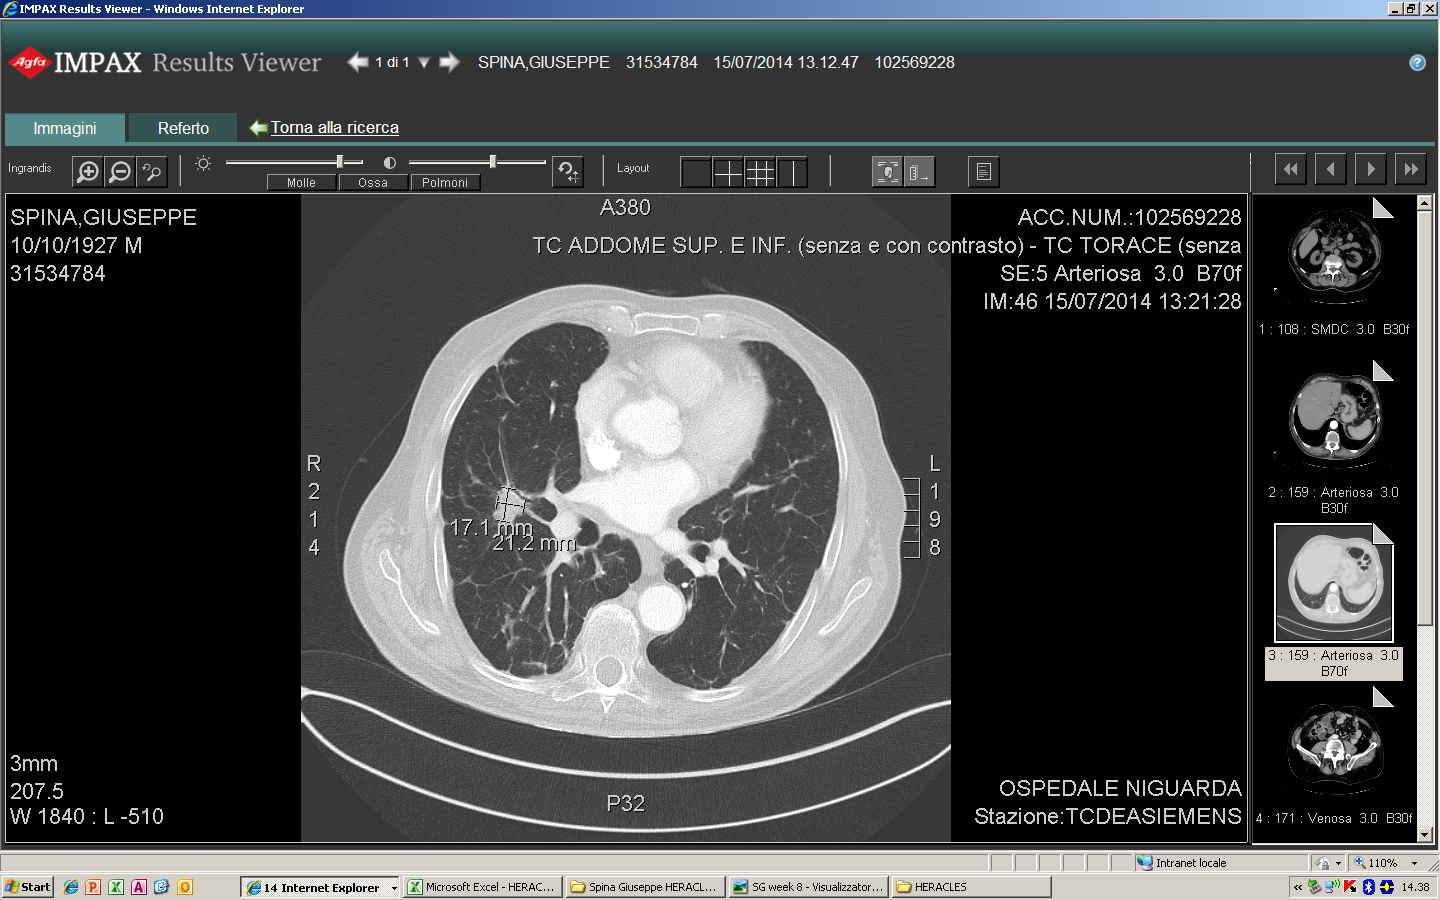 IMPAX Results Viewer - Windows Internet Explorer
Agfa IMPAX Results Viewer
1 di 1
SPINA,GIUSEPPE 31534784 15/07/2014 13.12.47 102569228
Immagini Referto Torna alla ricerca
Ingrandis
Molle Ossa Polmoni
Layout
SPINA,GIUSEPPE
10/10/1927 M
31534784
A380
ACC.NUM.:102569228
TC ADDOME SUP. E INF. (senza e con contrasto) - TC TORACE (senza
SE:5 Arteriosa 3.0 B70f
IM:46 15/07/2014 13:21:28
R
2
1
4
L
1
9
8
17.1 mm
21.2 mm
3mm
207.5
W 1840 : L -510
P32
OSPEDALE NIGUARDA
Stazione:TCDEASIEMENS
1 : 108 : SMDC 3.0 B30f
2 : 159 : Arteriosa 3.0
B30f
3 : 159 : Arteriosa 3.0
B70f
4 : 171 : Venosa 3.0 B30f
Intranet locale
110%
Start
14 Internet Explorer
Microsoft Excel - HERAC...
Spina Giuseppe HERACL...
SG week 8 - Visualizzator...
HERACLES
14.38